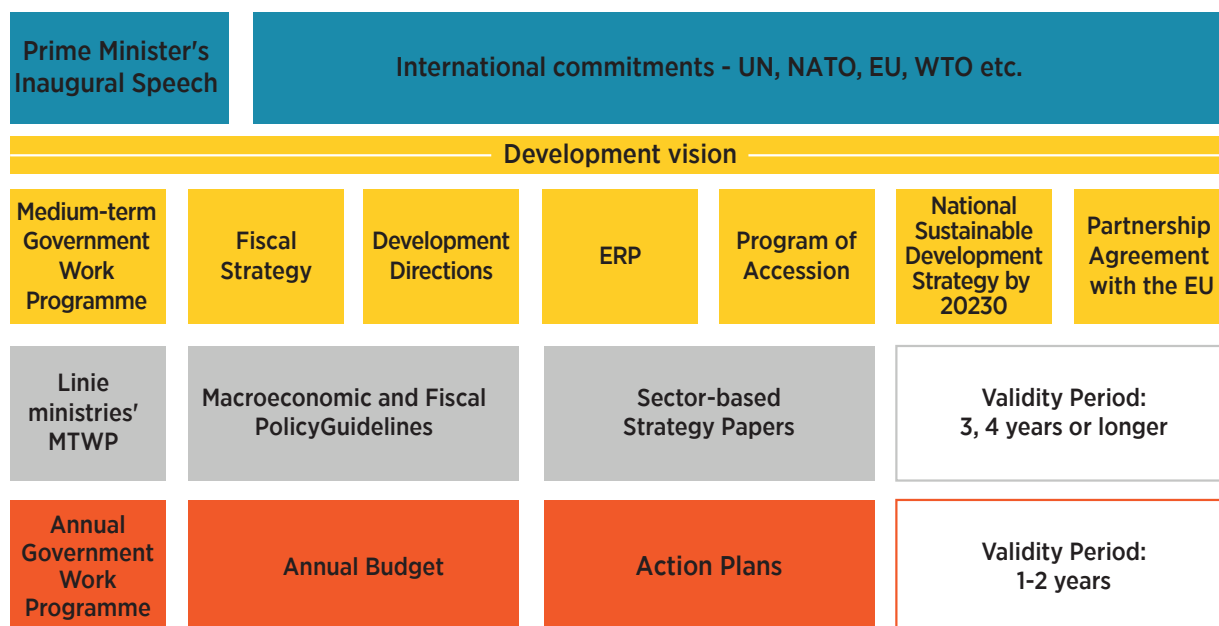 Prime Minister's
Inaugural Speech
International commitments - UN, NATO, EU, WTO etc.
Development vision
Medium-term
Government
Work
Programme
Fiscal
Strategy
Development
Directions
ERP
Program of
Accession
National
Sustainable
Development
Strategy by
20230
Partnership
Agreement
with the EU
Linie
ministries'
MTWP
Macroeconomic and Fiscal
PolicyGuidelines
Sector-based
Strategy Papers
Validity Period:
3, 4 years or longer
Annual
Government
Work
Programme
Annual Budget
Action Plans
Validity Period:
1-2 years